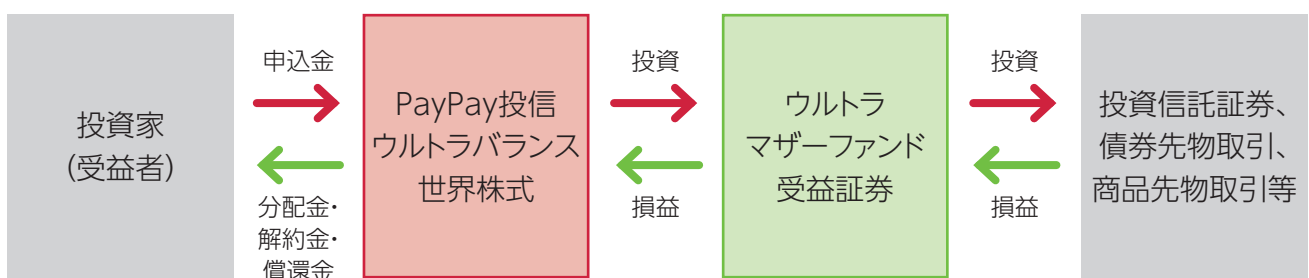 投資家
(受益者)
申込金
分配金・
解約金・
償還金
PayPay投信
ウルトラバランス
世界株式
投資
損益
ウルトラ
マザーファンド
受益証券
投資
損益
投資信託証券、
債券先物取引、
商品先物取引等